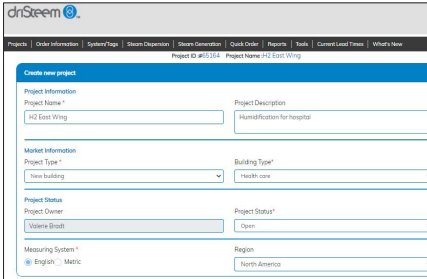 driSteem
Projects | Order Information | System/Tags | Steam Dispersion | Steam Generation | Quick Order | Reports | Tools | Current Lead Times | What's New
Project ID :#65164 Project Name :H2 East Wing
Create new project
Project Information
Project Name * Project Description
H2 East Wing Humidification for hospital
Market Information
Project Type * Building Type*
New building Health care
Project Status
Project Owner Project Status*
Valerie Bradt Open
Measuring System * Region
English Metric North America